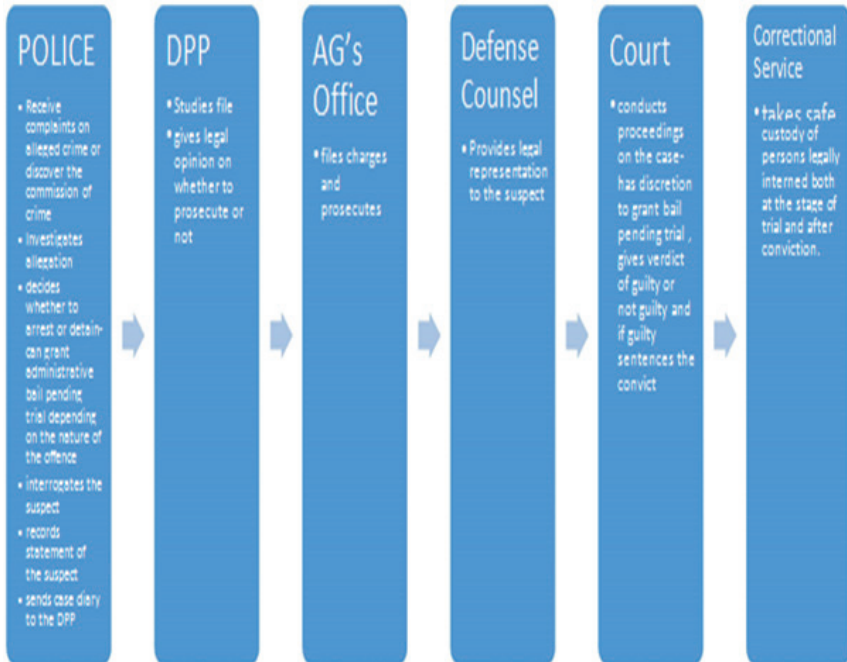 POLICE
• Receive
complaints on
alleged crime or
discover the
commission of
crime
• Investigates
allegation
• decides
whether to
arrest or detain-
can grant
administrative
bail pending
trial depending
on the nature of
the offence
• interrogates the
suspect
• records
statement of
the suspect
• sends case diary
to the DPP
DPP
• Studies file
• gives legal
opinion on
whether to
prosecute or
not
AG's
Office
• files charges
and
prosecutes
Defense
Counsel
• Provides legal
representation
to the suspect
Court
• conducts
proceedings
on the case-
has discretion
to grant bail
pending trial ,
gives verdict
of guilty or
not guilty and
if guilty
sentences the
convict
Correctional
Service
• takes safe
custody of
persons legally
interned both
at the stage of
trial and after
conviction.